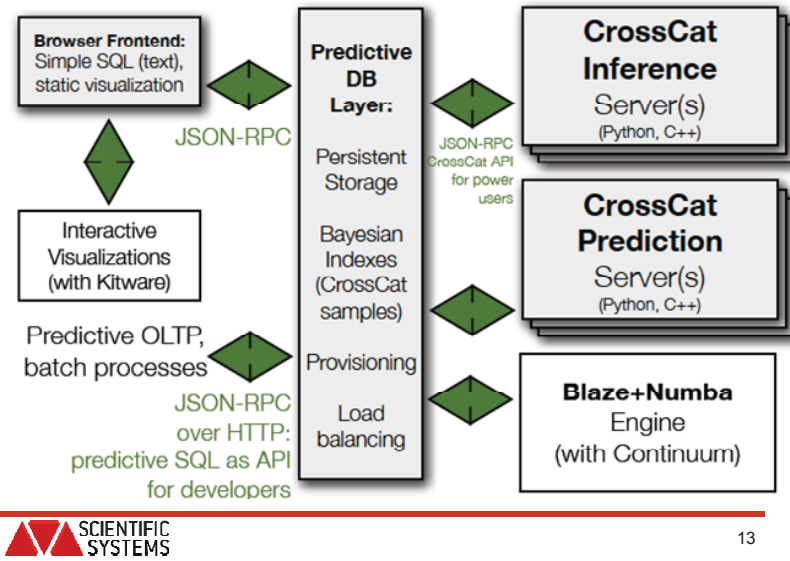 Browser Frontend:
Simple SQL (text),
static visualization
JSON-RPC
Interactive
Visualizations
(with Kitware)
Predictive OLTP,
batch processes
JSON-RPC
over HTTP:
predictive SQL as API
for developers
Predictive
DB
Layer:
Persistent
Storage
Bayesian
Indexes
(CrossCat
samples)
Provisioning
Load
balancing
JSON-RPC
CrossCat API
for power
users
CrossCat
Inference
Server(s)
(Python, C++)
CrossCat
Prediction
Server(s)
(Python, C++)
Blaze+Numba
Engine
(with Continuum)
SCIENTIFIC
SYSTEMS
13